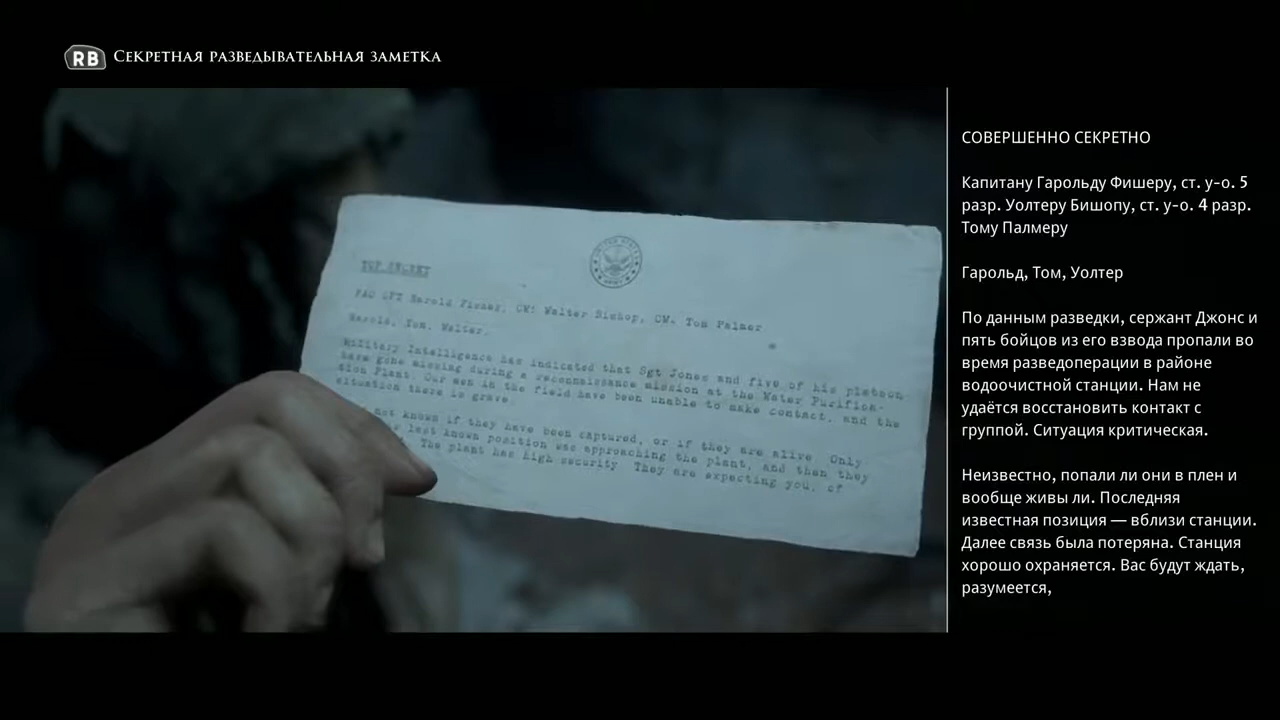 RB Секретная разведывательная заметка
TOP SECRET
FAO CPT Harold Fisher, CW5 Walter Bishop, CW4 Tom Palmer
Harold, Tom, Walter.
Military Intelligence has indicated that Sgt Jones and five of his platoon
have gone missing during a reconnaissance mission at the Water Purifica-
tion Plant. Our men in the field have been unable to make contact, and the
situation there is grave.
not known if they have been captured, or if they are alive Only
last known position was approaching the plant, and then they
The plant has high security They are expecting you, of
СОВЕРШЕННО СЕКРЕТНО
Капитану Гарольду Фишеру, ст. у-о. 5
разр. Уолтеру Бишопу, ст. у-о. 4 разр.
Тому Палмеру
Гарольд, Том, Уолтер
По данным разведки, сержант Джонс и
пять бойцов из его взвода пропали во
время разведоперации в районе
водоочистной станции. Нам не
удаётся восстановить контакт с
группой. Ситуация критическая.
Неизвестно, попали ли они в плен и
вообще живы ли. Последняя
известная позиция — вблизи станции.
Далее связь была потеряна. Станция
хорошо охраняется. Вас будут ждать,
разумеется,